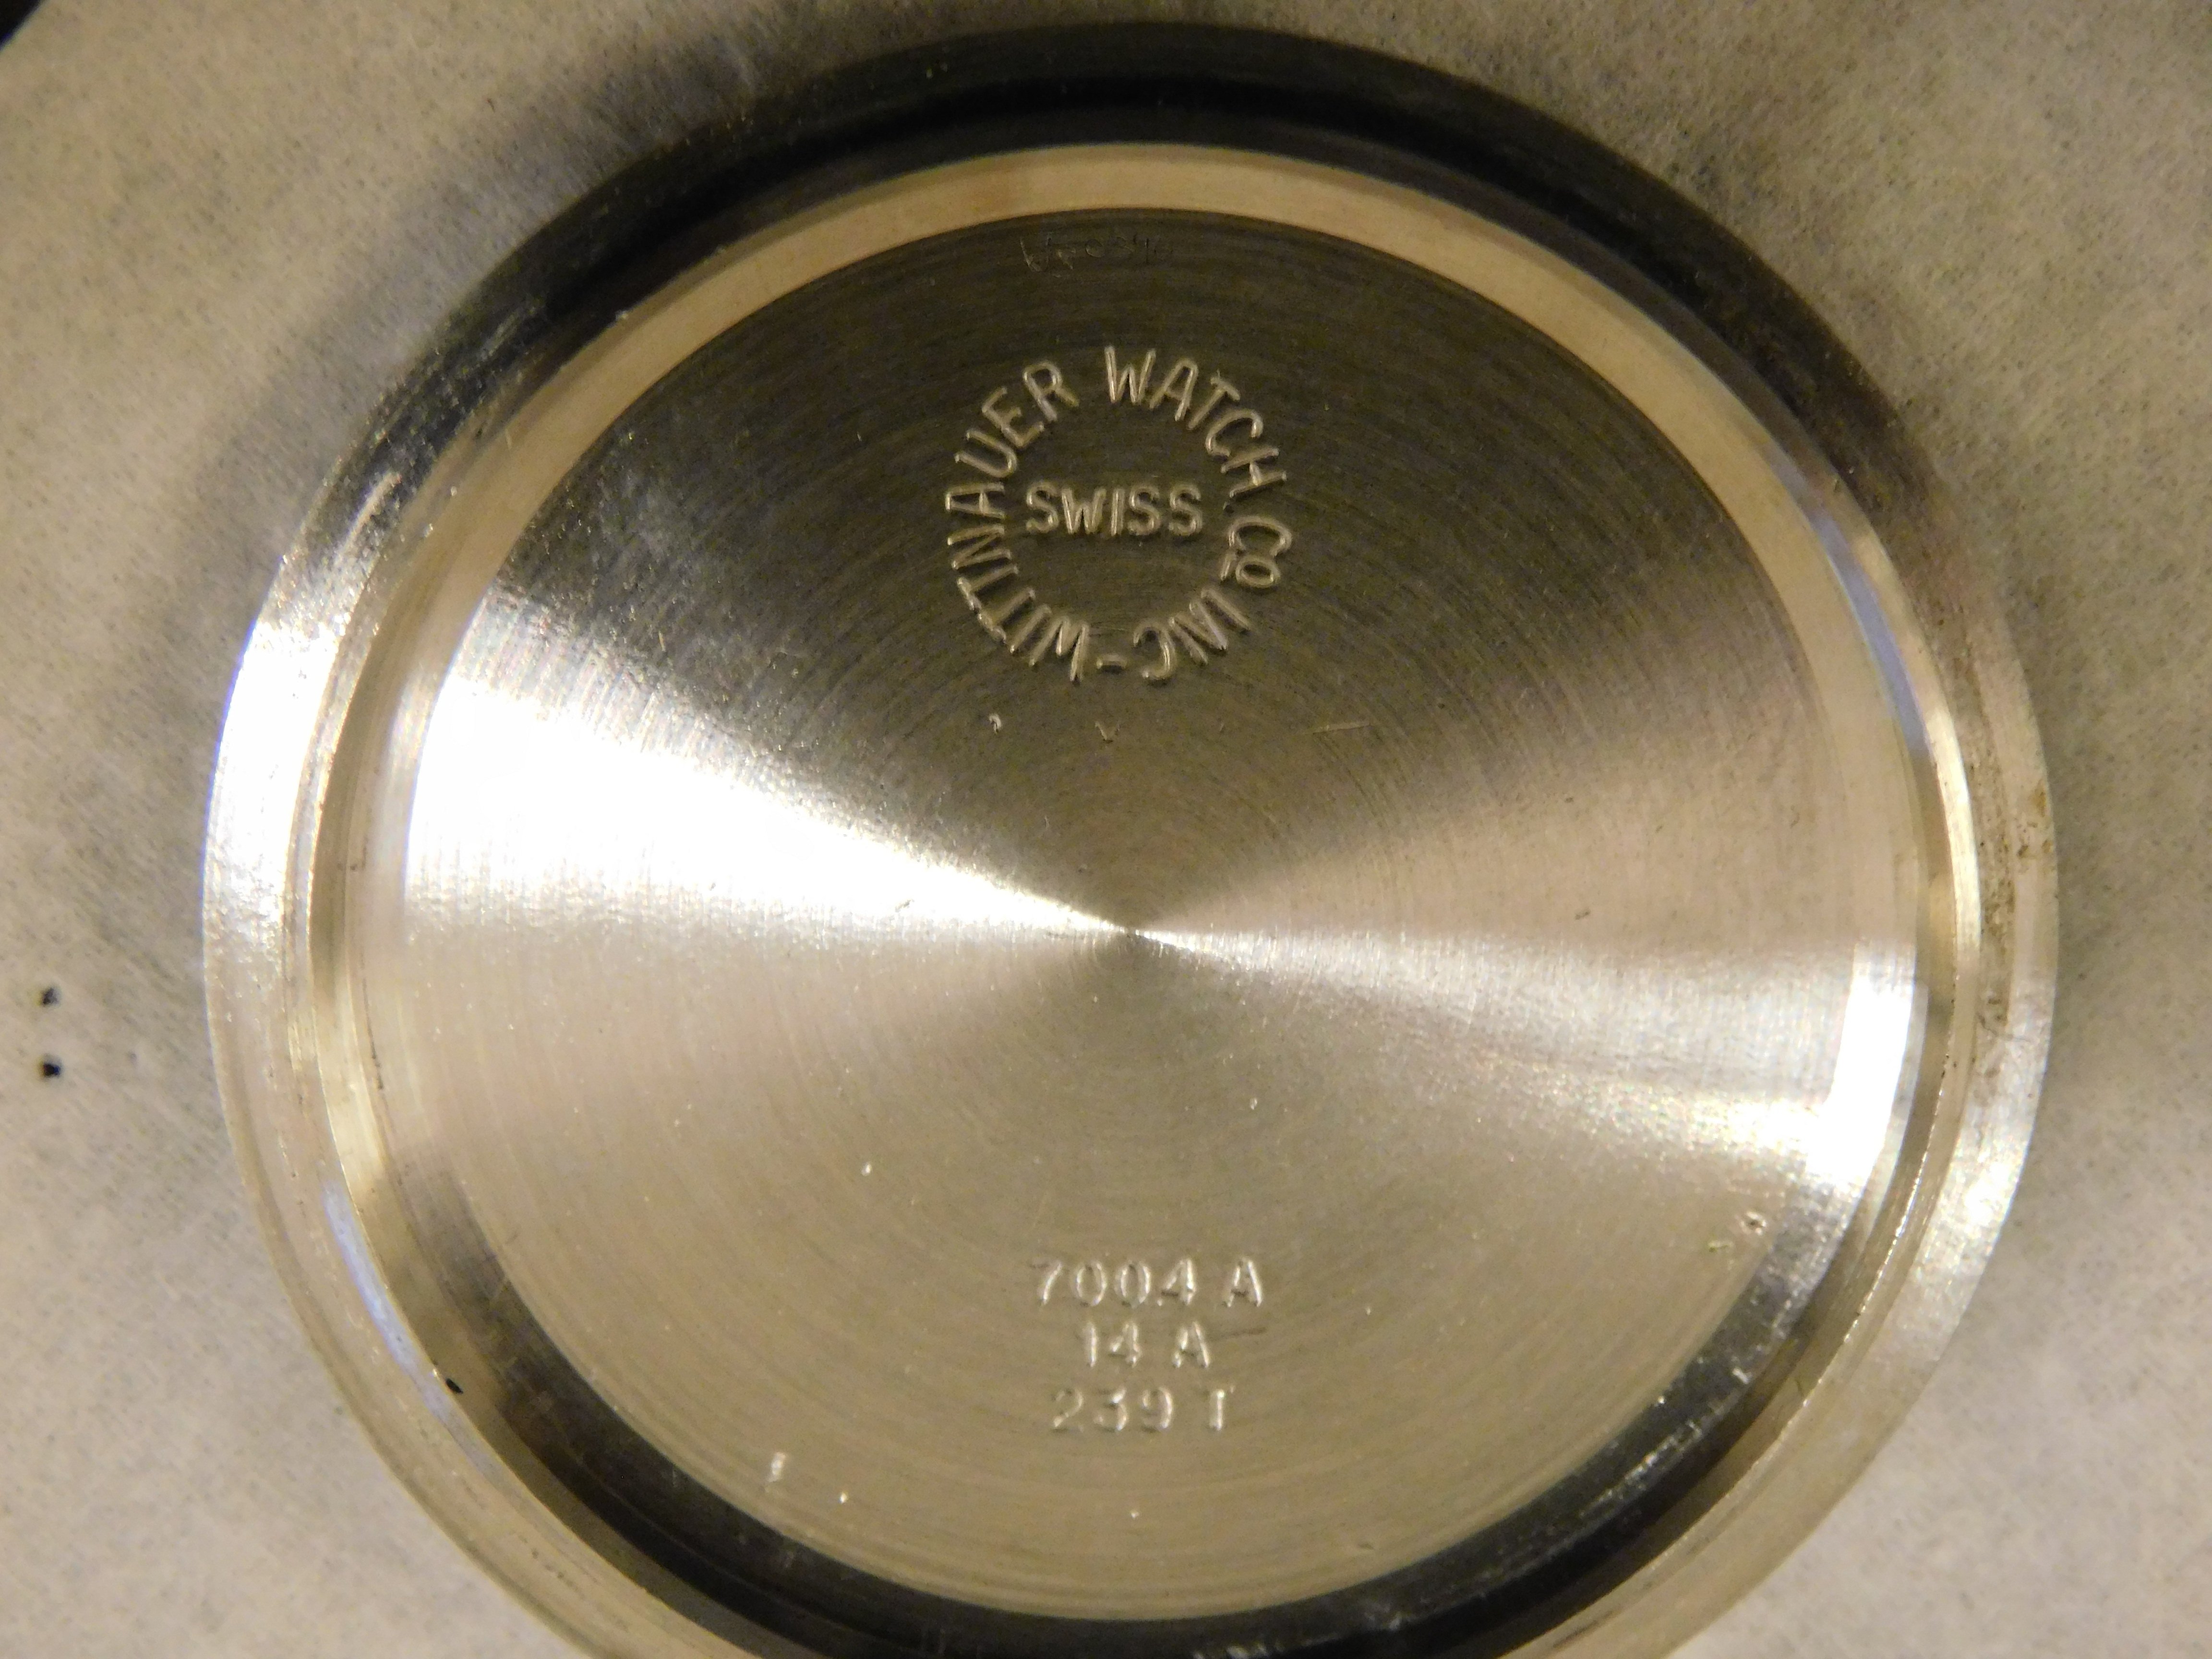 WITTNAUER WATCH CO INC-
SWISS
7004 A
14 A
239 T